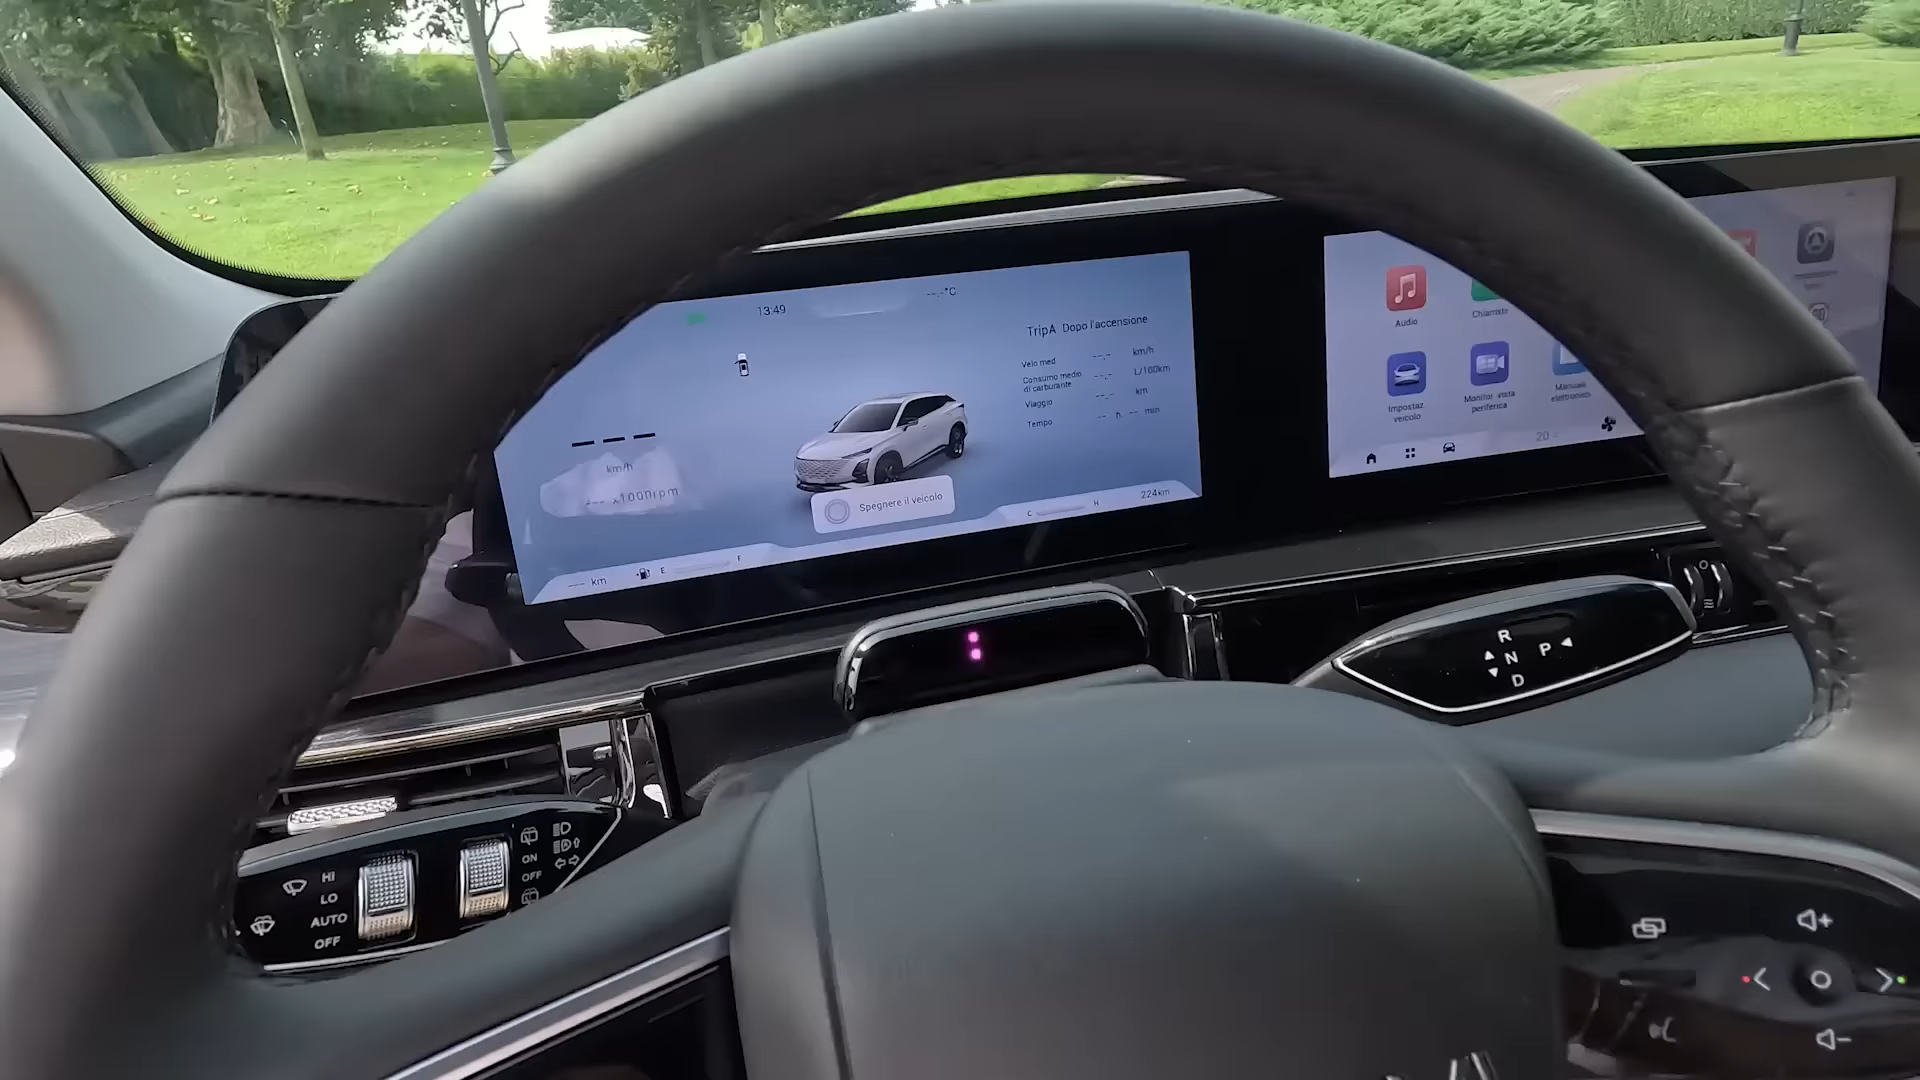 13:49
--.-°C
TripA Dopo l'accensione
Velo med --.- km/h
Consumo medio di carburante --.- L/100km
Viaggio --.- km
Tempo -- h -- min
--- km/h
--- x1000rpm
Spegnere il veicolo
C H
224km
--- km
E F
Audio
Chiamate
Impostaz veicolo
Monitor vista periferica
Manuale elettronico
20
R
N P
D
HI
LO
AUTO
OFF
ON
OFF